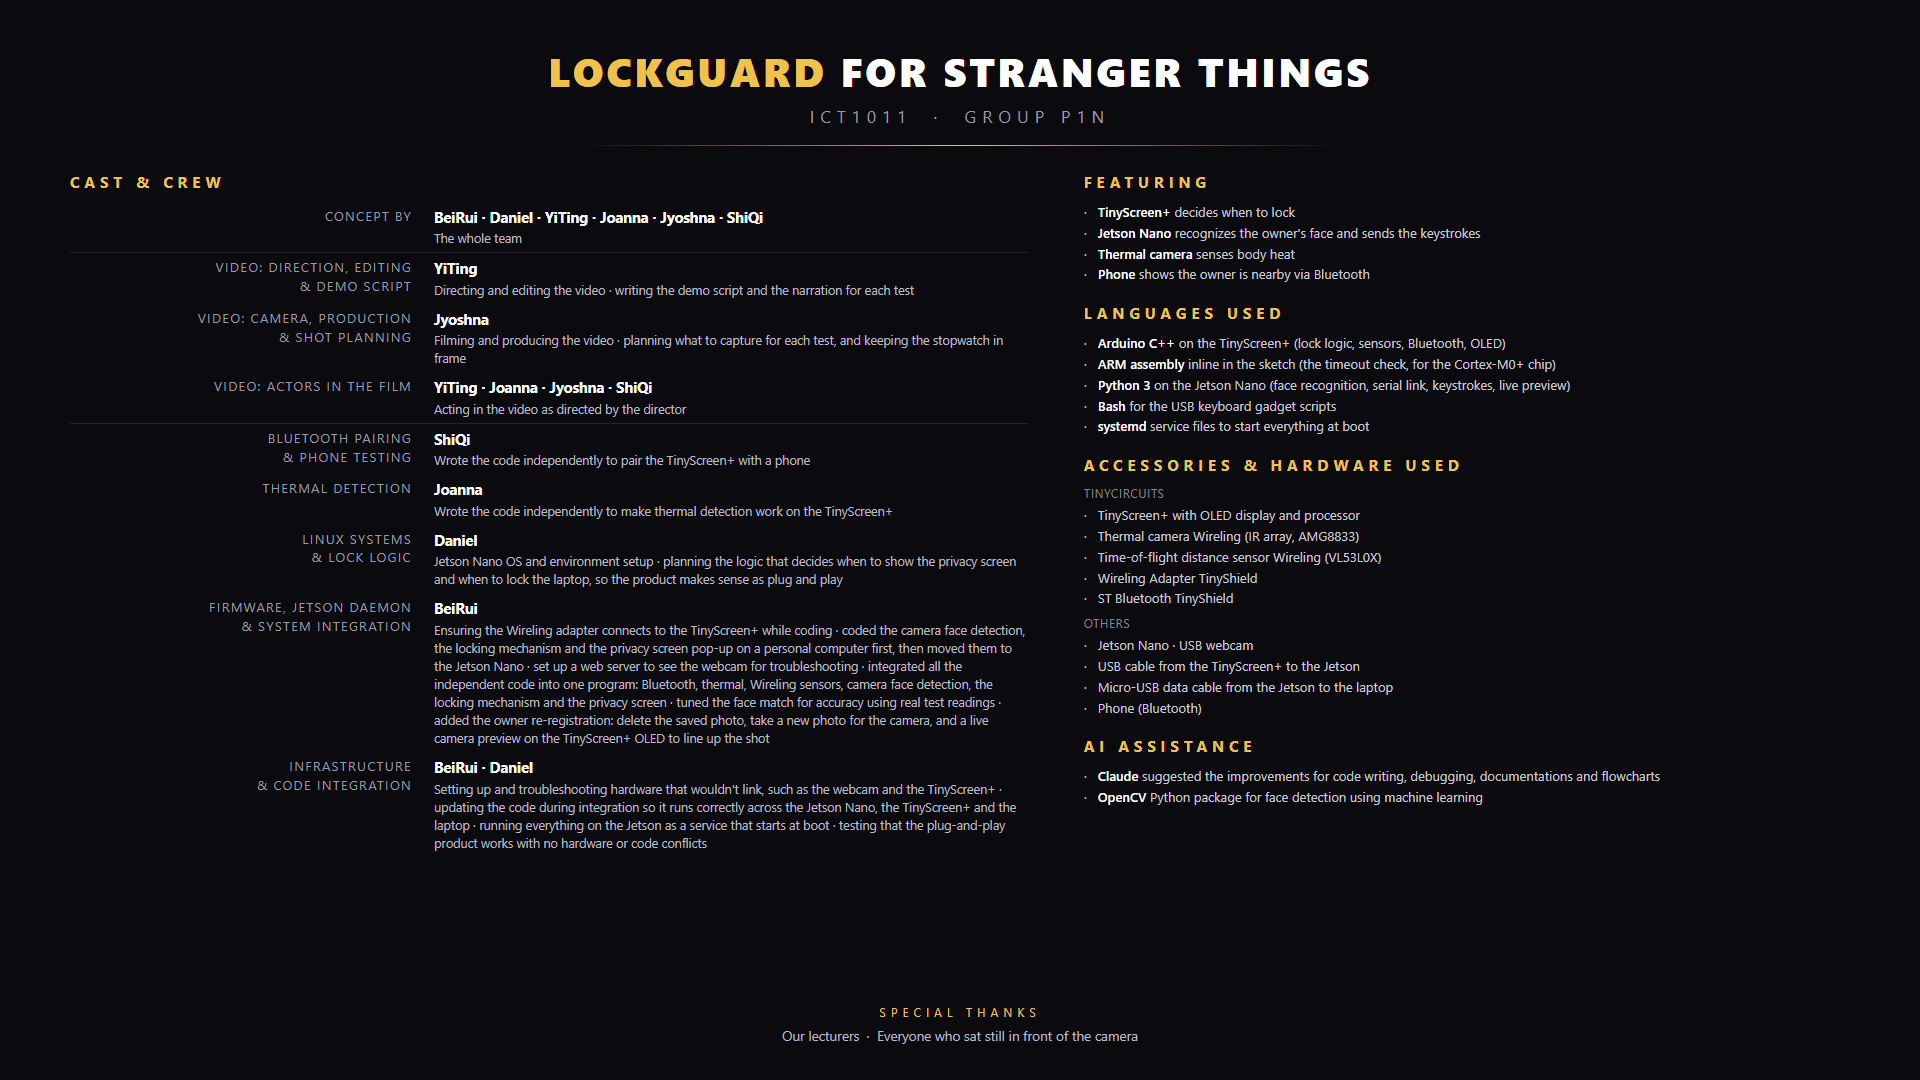 LOCKGUARD FOR STRANGER THINGS
ICT1011 · GROUP P1N
CAST & CREW
CONCEPT BY
BeiRui · Daniel · YiTing · Joanna · Jyoshna · ShiQi
The whole team
VIDEO: DIRECTION, EDITING
& DEMO SCRIPT
YiTing
Directing and editing the video · writing the demo script and the narration for each test
VIDEO: CAMERA, PRODUCTION
& SHOT PLANNING
Jyoshna
Filming and producing the video · planning what to capture for each test, and keeping the stopwatch in
frame
VIDEO: ACTORS IN THE FILM
YiTing · Joanna · Jyoshna · ShiQi
Acting in the video as directed by the director
BLUETOOTH PAIRING
& PHONE TESTING
ShiQi
Wrote the code independently to pair the TinyScreen+ with a phone
THERMAL DETECTION
Joanna
Wrote the code independently to make thermal detection work on the TinyScreen+
LINUX SYSTEMS
& LOCK LOGIC
Daniel
Jetson Nano OS and environment setup · planning the logic that decides when to show the privacy screen
and when to lock the laptop, so the product makes sense as plug and play
FIRMWARE, JETSON DAEMON
& SYSTEM INTEGRATION
BeiRui
Ensuring the Wireling adapter connects to the TinyScreen+ while coding · coded the camera face detection,
the locking mechanism and the privacy screen pop-up on a personal computer first, then moved them to
the Jetson Nano · set up a web server to see the webcam for troubleshooting · integrated all the
independent code into one program: Bluetooth, thermal, Wireling sensors, camera face detection, the
locking mechanism and the privacy screen · tuned the face match for accuracy using real test readings ·
added the owner re-registration: delete the saved photo, take a new photo for the camera, and a live
camera preview on the TinyScreen+ OLED to line up the shot
INFRASTRUCTURE
& CODE INTEGRATION
BeiRui · Daniel
Setting up and troubleshooting hardware that wouldn't link, such as the webcam and the TinyScreen+ ·
updating the code during integration so it runs correctly across the Jetson Nano, the TinyScreen+ and the
laptop · running everything on the Jetson as a service that starts at boot · testing that the plug-and-play
product works with no hardware or code conflicts
FEATURING
· TinyScreen+ decides when to lock
· Jetson Nano recognizes the owner's face and sends the keystrokes
· Thermal camera senses body heat
· Phone shows the owner is nearby via Bluetooth
LANGUAGES USED
· Arduino C++ on the TinyScreen+ (lock logic, sensors, Bluetooth, OLED)
· ARM assembly inline in the sketch (the timeout check, for the Cortex-M0+ chip)
· Python 3 on the Jetson Nano (face recognition, serial link, keystrokes, live preview)
· Bash for the USB keyboard gadget scripts
· systemd service files to start everything at boot
ACCESSORIES & HARDWARE USED
TINYCIRCUITS
· TinyScreen+ with OLED display and processor
· Thermal camera Wireling (IR array, AMG8833)
· Time-of-flight distance sensor Wireling (VL53L0X)
· Wireling Adapter TinyShield
· ST Bluetooth TinyShield
OTHERS
· Jetson Nano · USB webcam
· USB cable from the TinyScreen+ to the Jetson
· Micro-USB data cable from the Jetson to the laptop
· Phone (Bluetooth)
AI ASSISTANCE
· Claude suggested the improvements for code writing, debugging, documentations and flowcharts
· OpenCV Python package for face detection using machine learning
SPECIAL THANKS
Our lecturers · Everyone who sat still in front of the camera